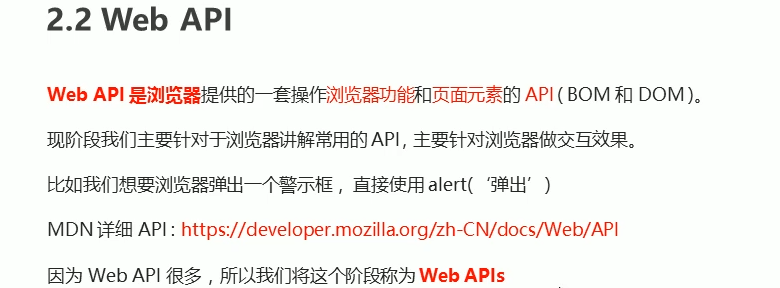 2.2 Web API
Web API 是浏览器提供的一套操作浏览器功能和页面元素的 API ( BOM 和 DOM )。
现阶段我们主要针对于浏览器讲解常用的 API , 主要针对浏览器做交互效果。
比如我们想要浏览器弹出一个警示框， 直接使用 alert(‘弹出’)
MDN 详细 API : https://developer.mozilla.org/zh-CN/docs/Web/API
因为 Web API 很多，所以我们将这个阶段称为 Web APIs